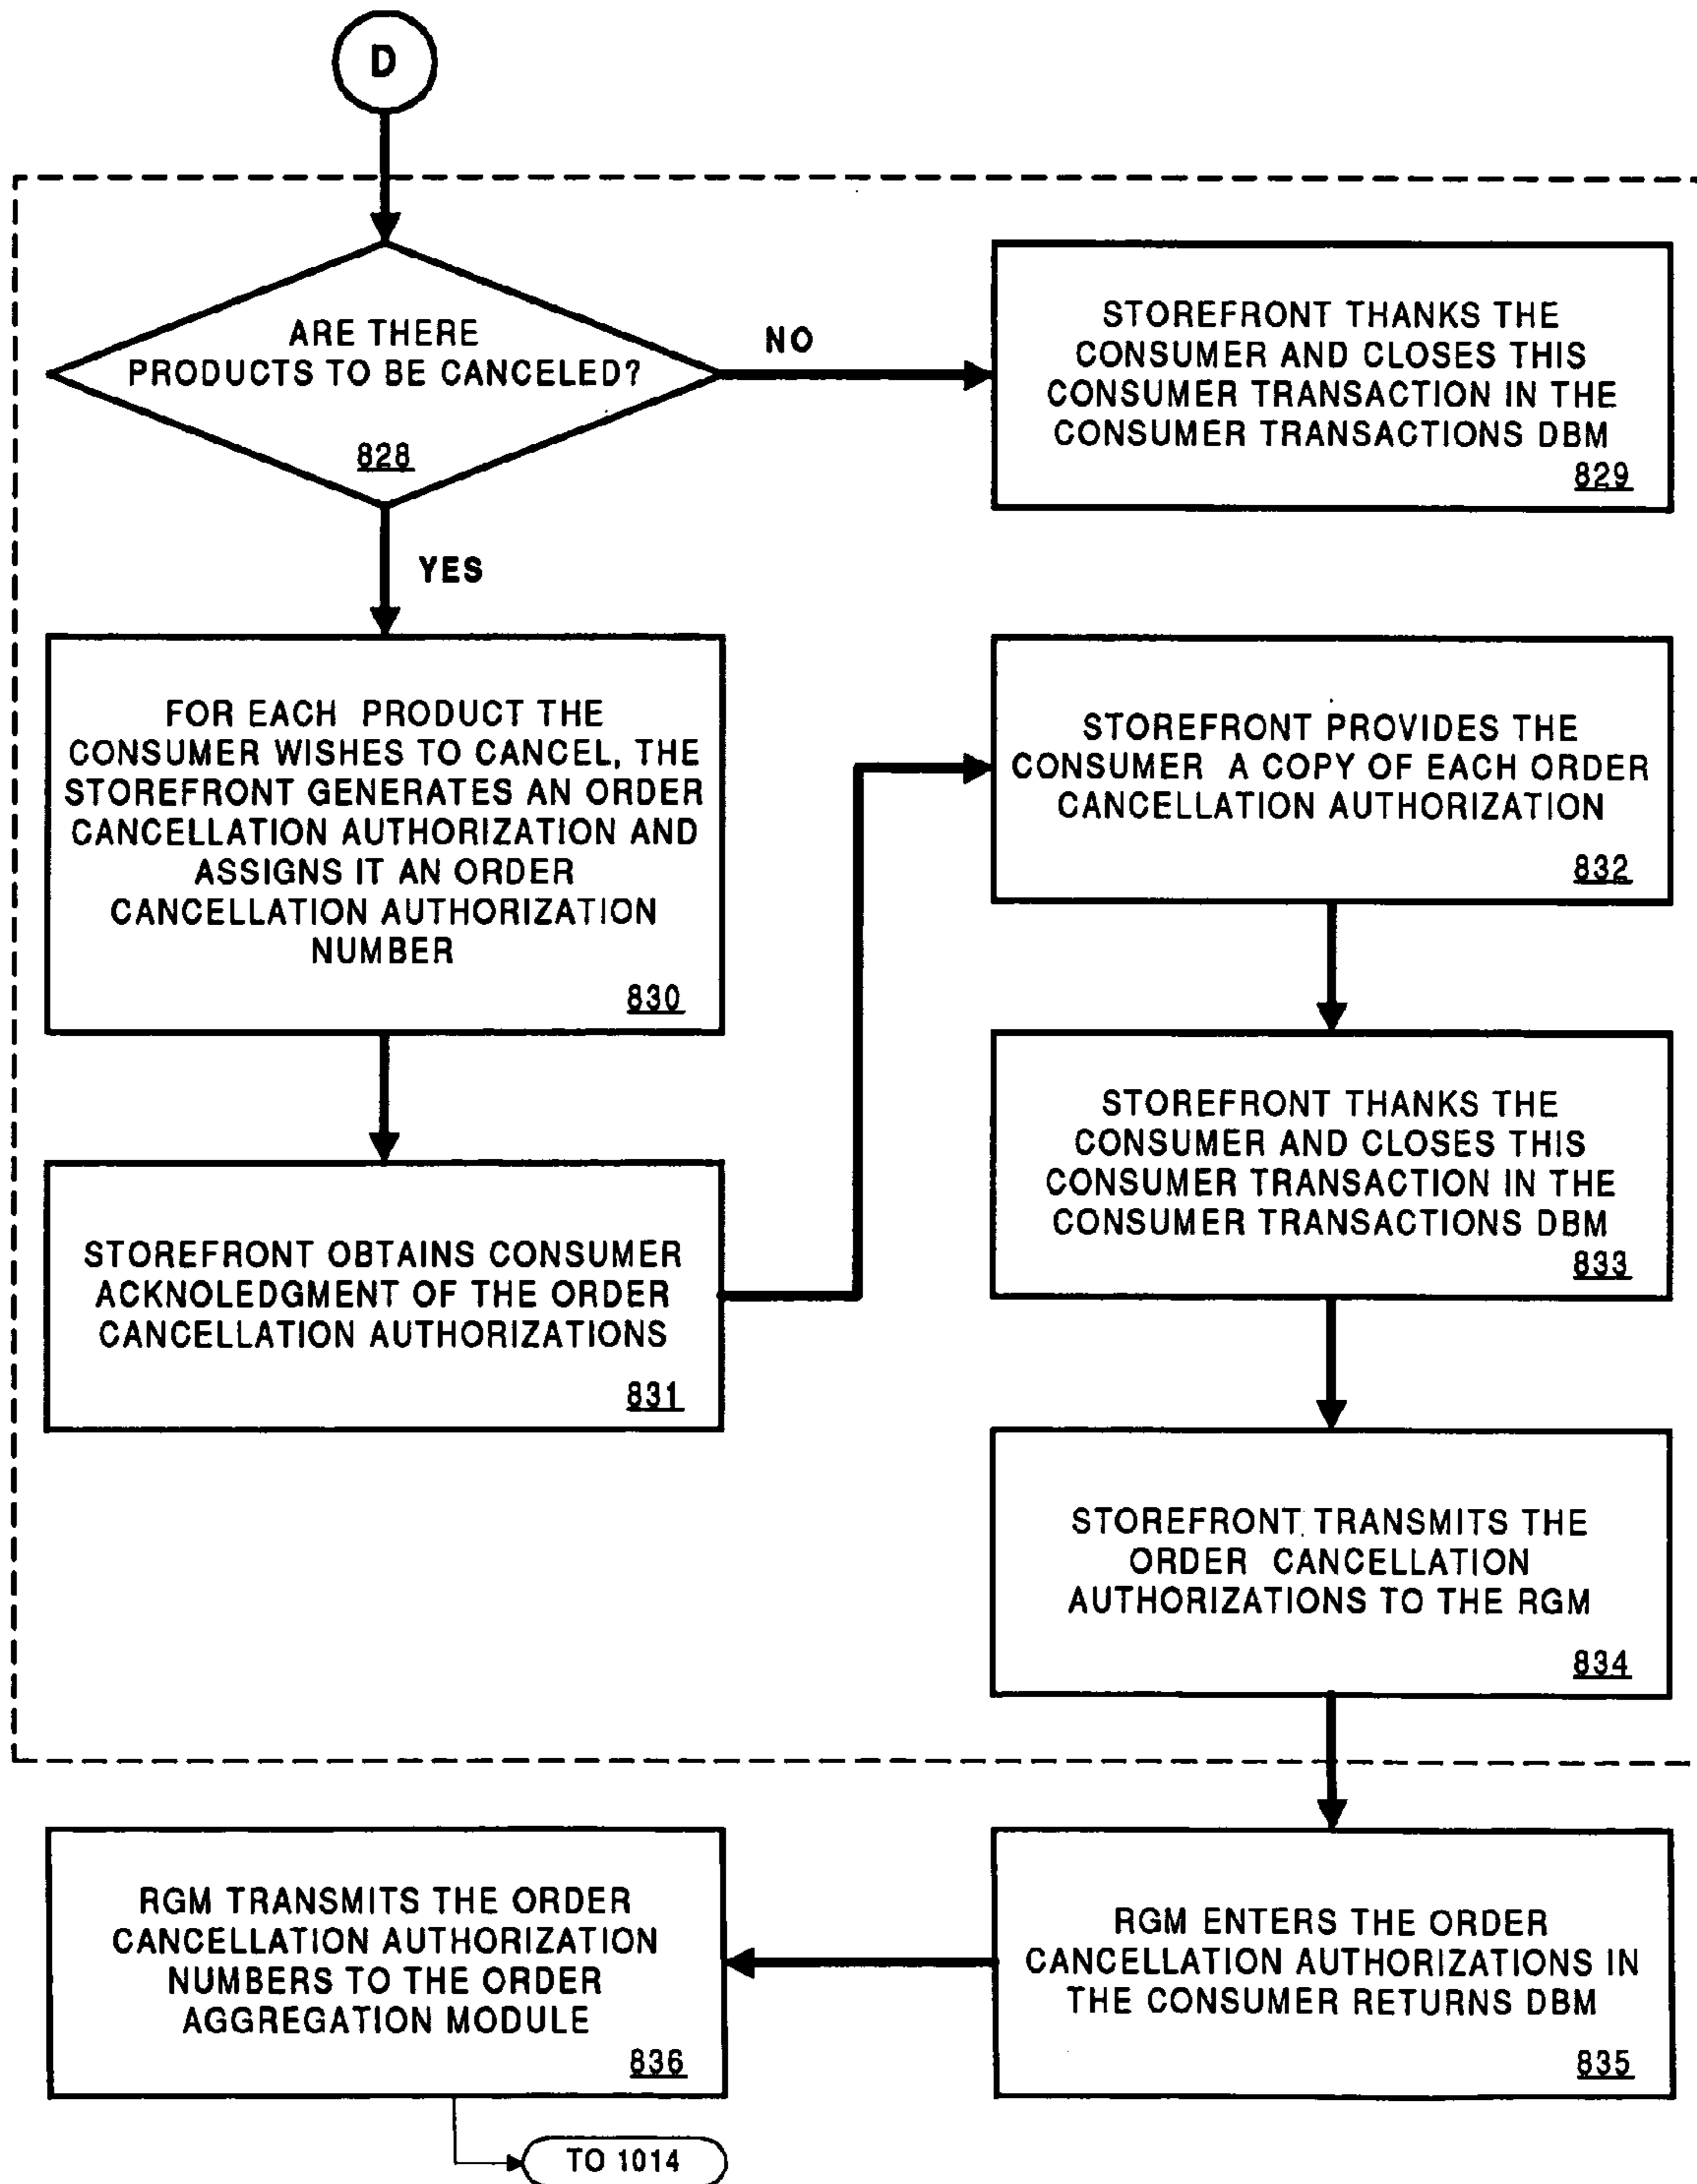 D
ARE THERE
PRODUCTS TO BE CANCELED?
828
NO
STOREFRONT THANKS THE
CONSUMER AND CLOSES THIS
CONSUMER TRANSACTION IN THE
CONSUMER TRANSACTIONS DBM
829
YES
FOR EACH PRODUCT THE
CONSUMER WISHES TO CANCEL, THE
STOREFRONT GENERATES AN ORDER
CANCELLATION AUTHORIZATION AND
ASSIGNS IT AN ORDER
CANCELLATION AUTHORIZATION
NUMBER
830
STOREFRONT OBTAINS CONSUMER
ACKNOLEDGMENT OF THE ORDER
CANCELLATION AUTHORIZATIONS
831
STOREFRONT PROVIDES THE
CONSUMER A COPY OF EACH ORDER
CANCELLATION AUTHORIZATION
832
STOREFRONT THANKS THE
CONSUMER AND CLOSES THIS
CONSUMER TRANSACTION IN THE
CONSUMER TRANSACTIONS DBM
833
STOREFRONT TRANSMITS THE
ORDER CANCELLATION
AUTHORIZATIONS TO THE RGM
834
RGM ENTERS THE ORDER
CANCELLATION AUTHORIZATIONS IN
THE CONSUMER RETURNS DBM
835
RGM TRANSMITS THE ORDER
CANCELLATION AUTHORIZATION
NUMBERS TO THE ORDER
AGGREGATION MODULE
836
TO 1014